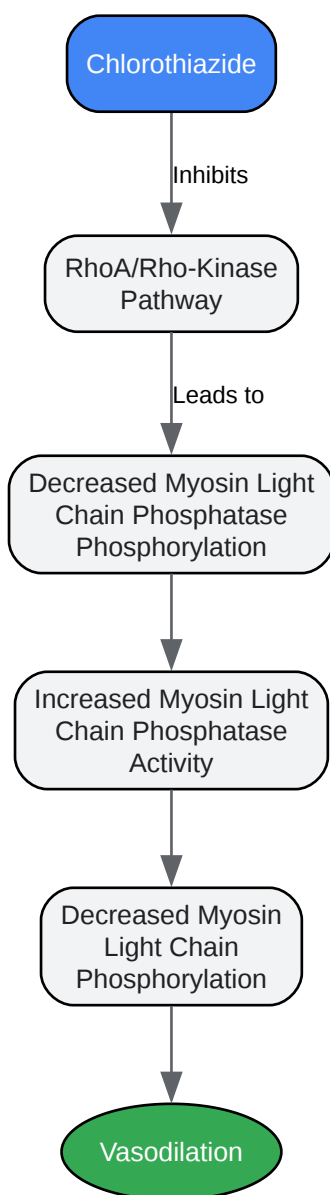 Chlorothiazide
Inhibits
RhoA/Rho-Kinase
Pathway
Leads to
Decreased Myosin Light
Chain Phosphatase
Phosphorylation
Increased Myosin Light
Chain Phosphatase
Activity
Decreased Myosin
Light Chain
Phosphorylation
Vasodilation